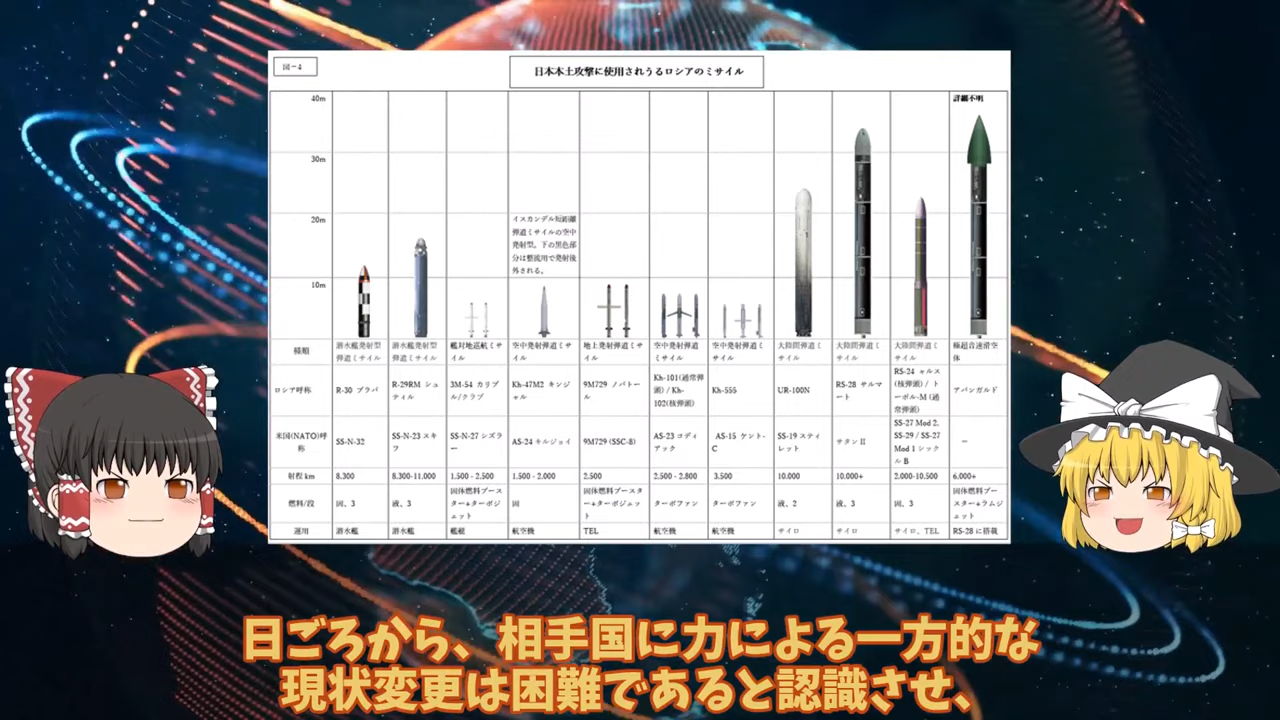 図－4
日本本土攻撃に使用されうるロシアのミサイル
40m
30m
20m
10m
詳細不明
イスカンデル短距離
弾道ミサイルの空中
発射型。下の黒色部
分は整流用で発射後
外される。
種類
潜水艦発射型
弾道ミサイル
潜水艦発射型
弾道ミサイル
艦対地巡航ミサ
イル
空中発射弾道ミ
サイル
地上発射弾道ミ
サイル
空中発射弾道
ミサイル
空中発射弾道ミ
サイル
大陸間弾道ミ
サイル
大陸間弾道ミ
サイル
大陸間弾道ミ
サイル
極超音速滑空
体
ロシア呼称
R-30 ブラバ
R-29RM シュ
ティル
3M-54 カリブ
ル/クラブ
Kh-47M2 キンジ
ャル
9M729 ノバトー
ル
Kh-101(通常弾
頭) / Kh-
102(核弾頭)
Kh-555
UR-100N
RS-28 サルマ
ート
RS-24 ヤルス
(核弾頭) / ト
ーポル-M (通
常弾頭)
アバンガルド
米国(NATO)呼
称
SS-N-32
SS-N-23 スキ
フ
SS-N-27 シズラ
ー
AS-24 キルジョイ
9M729 (SSC-8)
AS-23 コディ
アック
AS-15 ケント-
C
SS-19 スティ
レット
サタン II
SS-27 Mod 2.
SS-29 / SS-27
Mod 1 シック
ル B
－
射程 km
8.300
8.300-11.000
1.500 - 2.500
1.500 - 2.000
2.500
2.500 - 2.800
3.500
10.000
10.000+
2.000-10.500
6.000+
燃料/段
固、3
液、3
固体燃料ブース
ター+ターボジ
ェット
固
固体燃料ブースタ
ー+ターボジェッ
ト
ターボファン
ターボファン
液、2
液、3
固、3
固体燃料ブー
スター+ラムジ
ェット
運用
潜水艦
潜水艦
艦艇
航空機
TEL
航空機
航空機
サイロ
サイロ
サイロ、TEL
RS-28 に搭載
日ごろから、相手国に力による一方的な
現状変更は困難であると認識させ、